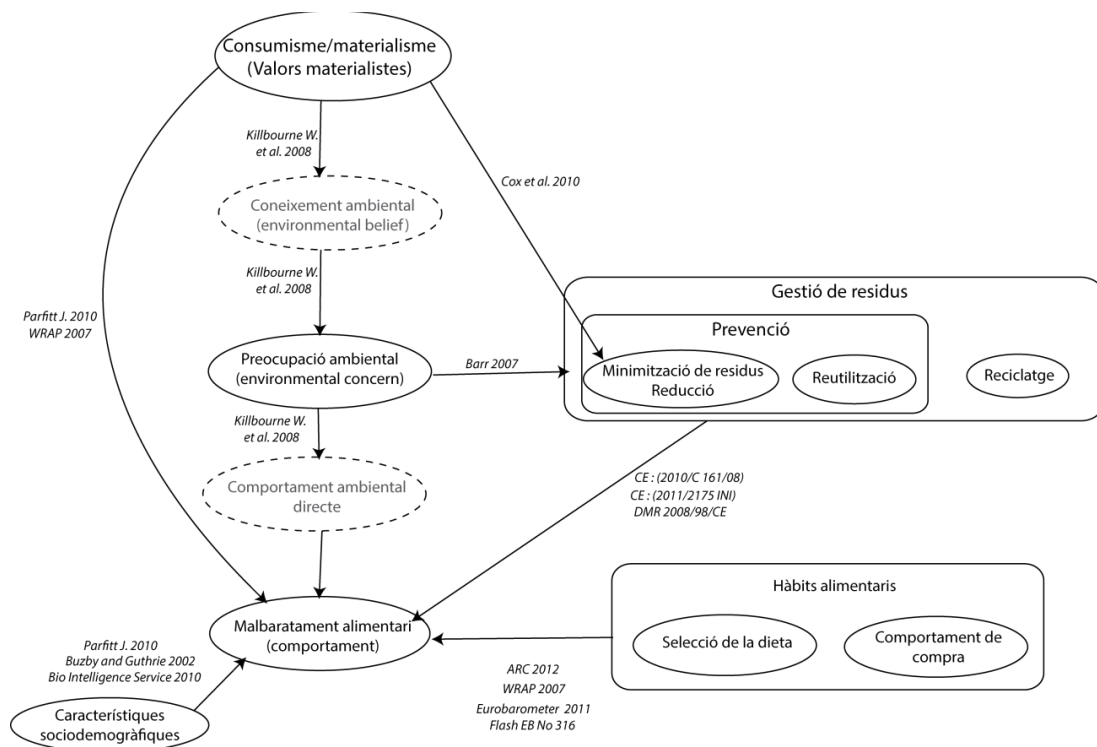 Consumisme/materialisme
(Valors materialistes)
Killbourne W.
et al. 2008
Cox et al. 2010
Coneixement ambiental
(environmental belief)
Killbourne W.
et al. 2008
Parfitt J. 2010
WRAP 2007
Gestió de residus
Prevenció
Preocupació ambiental
(environmental concern)
Barr 2007
Minimització de residus
Reducció
Reutilització
Reciclatge
Killbourne W.
et al. 2008
Comportament ambiental
directe
CE : (2010/C 161/08)
CE : (2011/2175 INI)
DMR 2008/98/CE
Hàbits alimentaris
Malbaratament alimentari
(comportament)
Selecció de la dieta
Comportament de
compra
Parfitt J. 2010
Buzby and Guthrie 2002
Bio Intelligence Service 2010
ARC 2012
WRAP 2007
Eurobarometer 2011
Flash EB No 316
Característiques
sociodemogràfiques